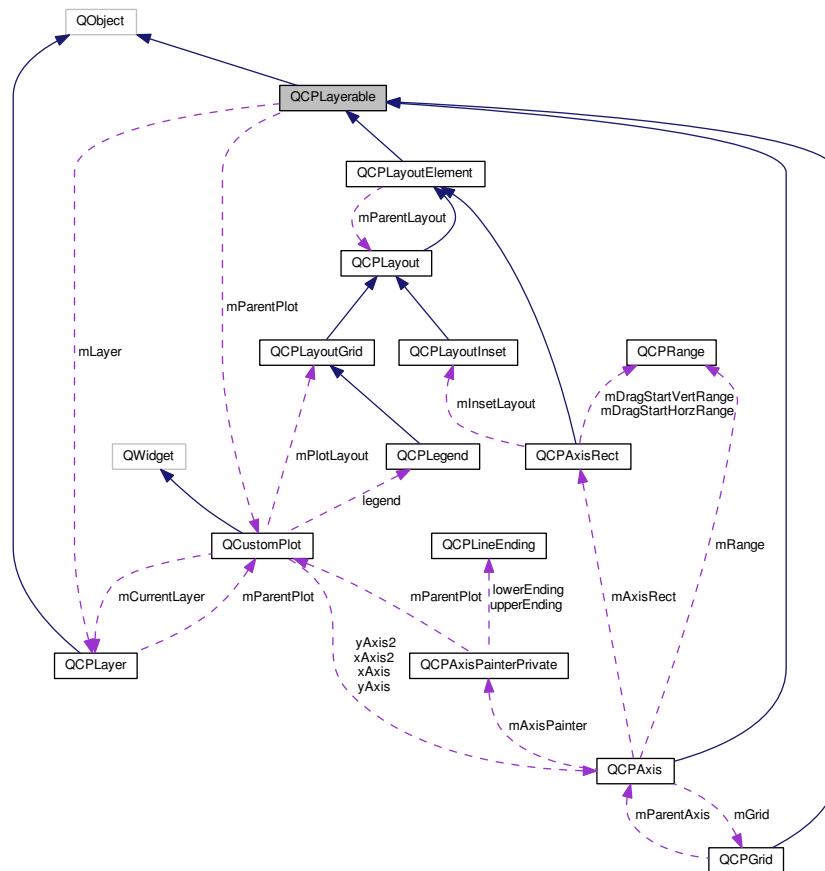 QObject
QCPLayerable
QCPLayoutElement
mParentLayout
QCPLayout
mParentPlot
mLayer
QCPLayoutGrid
QCPLayoutInset
QCPRange
mDragStartVertRange
mDragStartHorzRange
mInsetLayout
QWidget
mPlotLayout
QCPLegend
QCPAxisRect
legend
QCustomPlot
QCPLineEnding
mRange
mCurrentLayer
mParentPlot
mParentPlot
lowerEnding
upperEnding
mAxisRect
yAxis2
xAxis2
xAxis
yAxis
QCPLayer
QCPAxisPainterPrivate
mAxisPainter
QCPAxis
mParentAxis
mGrid
QCPGrid